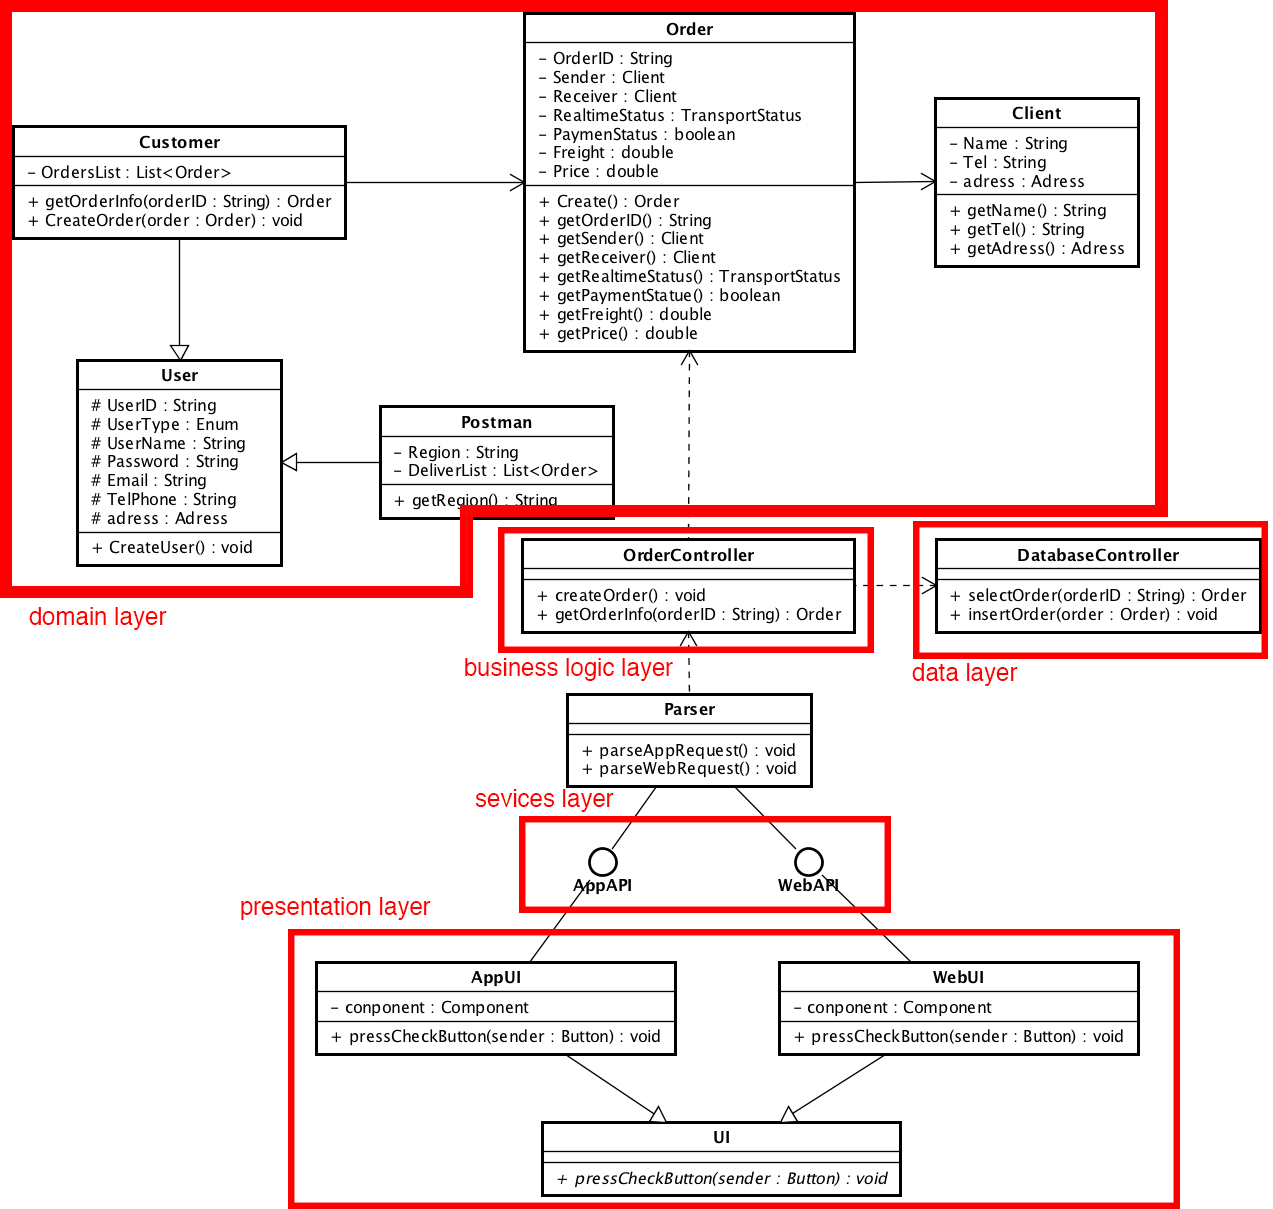 Order
- OrderID : String
- Sender : Client
- Receiver : Client
- RealtimeStatus : TransportStatus
- PaymenStatus : boolean
- Freight : double
- Price : double
+ Create() : Order
+ getOrderID() : String
+ getSender() : Client
+ getReceiver() : Client
+ getRealtimeStatus() : TransportStatus
+ getPaymentStatue() : boolean
+ getFreight() : double
+ getPrice() : double
Client
- Name : String
- Tel : String
- adress : Adress
+ getName() : String
+ getTel() : String
+ getAdress() : Adress
Customer
- OrdersList : List<Order>
+ getOrderInfo(orderID : String) : Order
+ CreateOrder(order : Order) : void
User
# UserID : String
# UserType : Enum
# UserName : String
# Password : String
# Email : String
# TelPhone : String
# adress : Adress
+ CreateUser() : void
Postman
- Region : String
- DeliverList : List<Order>
+ getRegion() : String
domain layer
OrderController
+ createOrder() : void
+ getOrderInfo(orderID : String) : Order
business logic layer
DatabaseController
+ selectOrder(orderID : String) : Order
+ insertOrder(order : Order) : void
data layer
Parser
+ parseAppRequest() : void
+ parseWebRequest() : void
sevices layer
AppAPI
WebAPI
presentation layer
AppUI
- conponent : Component
+ pressCheckButton(sender : Button) : void
WebUI
- conponent : Component
+ pressCheckButton(sender : Button) : void
UI
+ pressCheckButton(sender : Button) : void